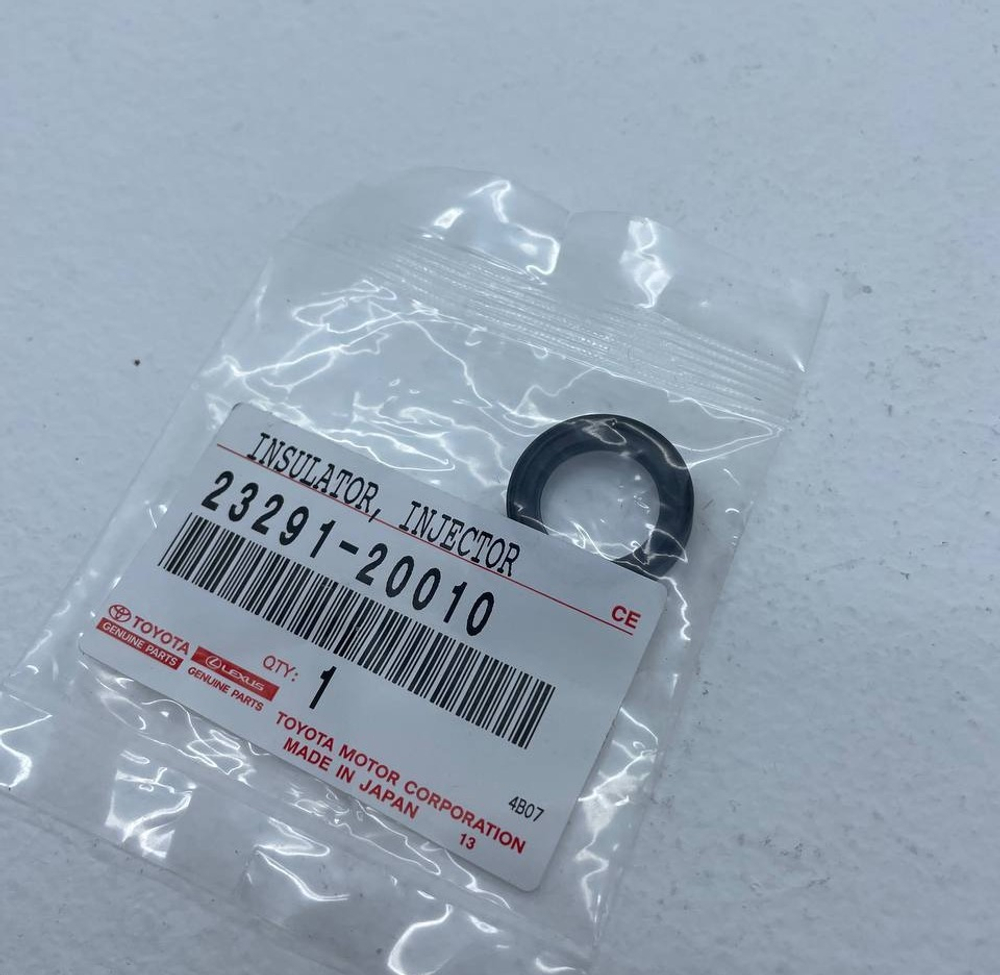 INSULATOR, INJECTOR
23291-20010
CE
TOYOTA
GENUINE PARTS
LEXUS
GENUINE PARTS
QTY:
1
TOYOTA MOTOR CORPORATION
MADE IN JAPAN
13
4B07